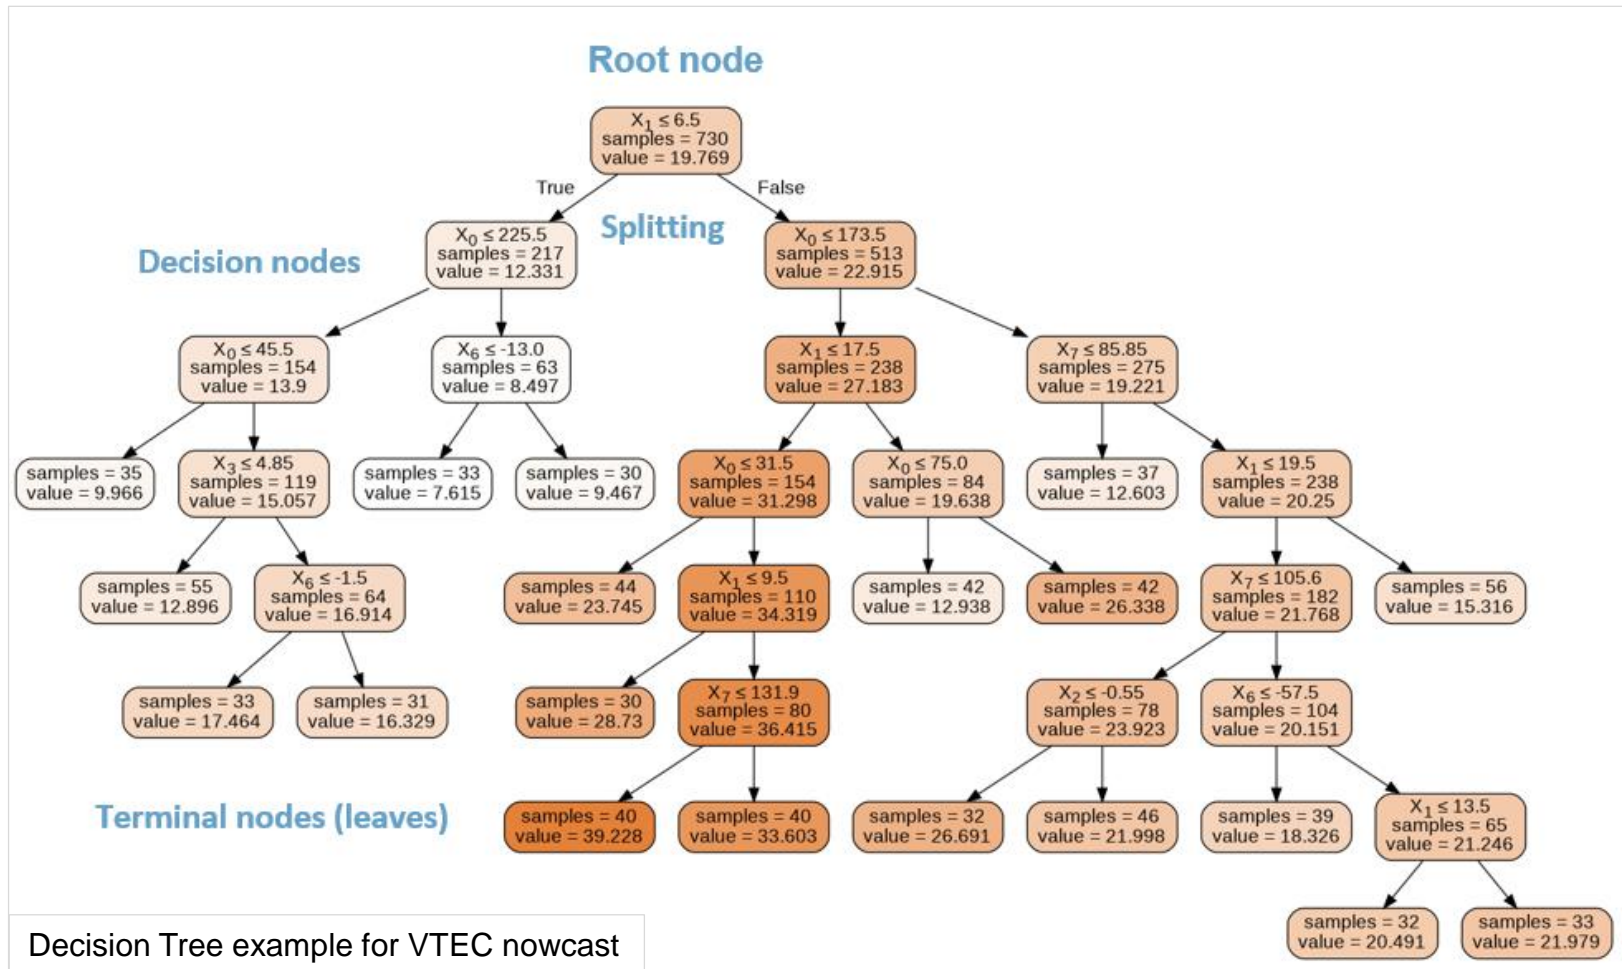 Root node
X1 ≤ 6.5
samples = 730
value = 19.769
True
False
Splitting
Decision nodes
X0 ≤ 225.5
samples = 217
value = 12.331
X0 ≤ 173.5
samples = 513
value = 22.915
X0 ≤ 45.5
samples = 154
value = 13.9
X6 ≤ -13.0
samples = 63
value = 8.497
X1 ≤ 17.5
samples = 238
value = 27.183
X7 ≤ 85.85
samples = 275
value = 19.221
samples = 35
value = 9.966
X3 ≤ 4.85
samples = 119
value = 15.057
samples = 33
value = 7.615
samples = 30
value = 9.467
X0 ≤ 31.5
samples = 154
value = 31.298
X0 ≤ 75.0
samples = 84
value = 19.638
samples = 37
value = 12.603
X1 ≤ 19.5
samples = 238
value = 20.25
samples = 55
value = 12.896
X6 ≤ -1.5
samples = 64
value = 16.914
samples = 44
value = 23.745
X1 ≤ 9.5
samples = 110
value = 34.319
samples = 42
value = 12.938
samples = 42
value = 26.338
X7 ≤ 105.6
samples = 182
value = 21.768
samples = 56
value = 15.316
samples = 33
value = 17.464
samples = 31
value = 16.329
samples = 30
value = 28.73
X7 ≤ 131.9
samples = 80
value = 36.415
X2 ≤ -0.55
samples = 78
value = 23.923
X6 ≤ -57.5
samples = 104
value = 20.151
Terminal nodes (leaves)
samples = 40
value = 39.228
samples = 40
value = 33.603
samples = 32
value = 26.691
samples = 46
value = 21.998
samples = 39
value = 18.326
X1 ≤ 13.5
samples = 65
value = 21.246
samples = 32
value = 20.491
samples = 33
value = 21.979
Decision Tree example for VTEC nowcast